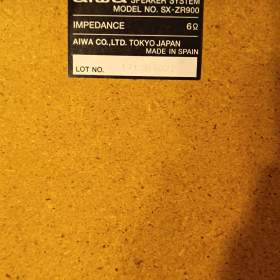 aiwa SPEAKER SYSTEM
MODEL NO. SX-ZR900
IMPEDANCE 6Ω
AIWA CO.,LTD. TOKYO JAPAN
MADE IN SPAIN
LOT NO.